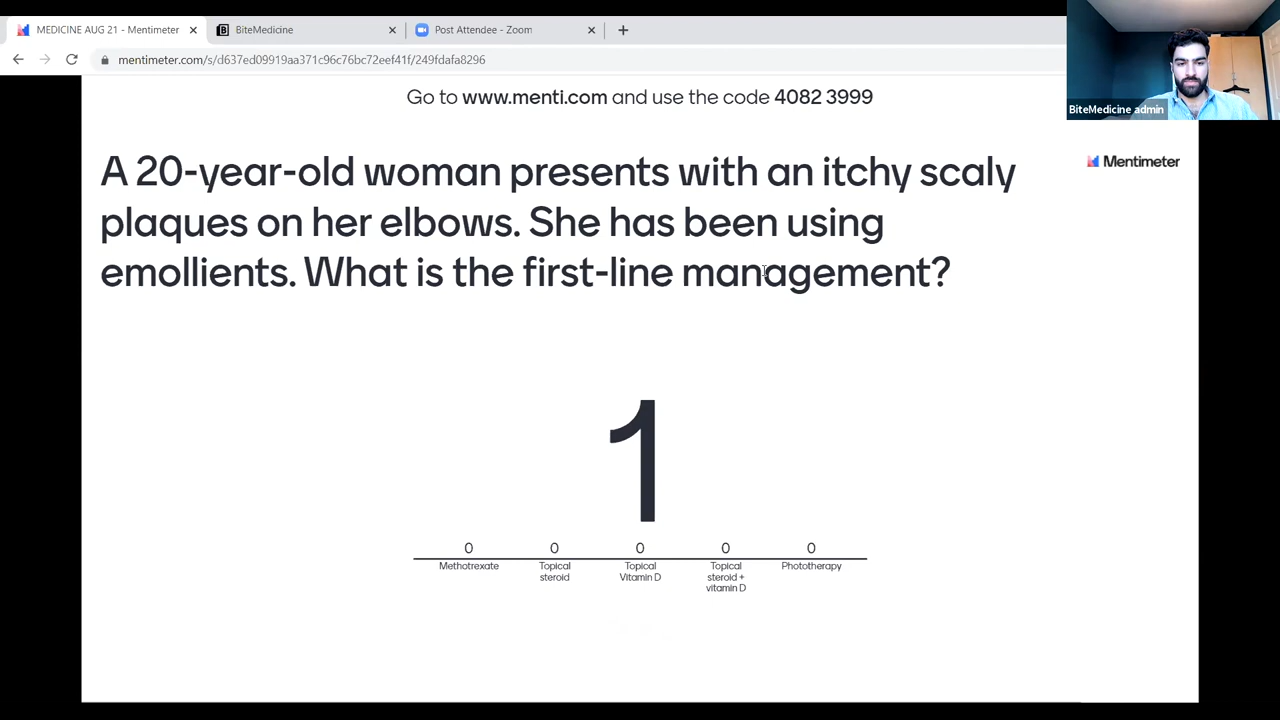 MEDICINE AUG 21 - Mentimeter
BiteMedicine
Post Attendee - Zoom
mentimeter.com/s/d637ed09919aa371c96c76bc72eef41f/249fdafa8296
BiteMedicine admin
Go to www.menti.com and use the code 4082 3999
Mentimeter
A 20-year-old woman presents with an itchy scaly
plaques on her elbows. She has been using
emollients. What is the first-line management?
1
0 0 0 0 0
Methotrexate
Topical
steroid
Topical
Vitamin D
Topical
steroid +
vitamin D
Phototherapy